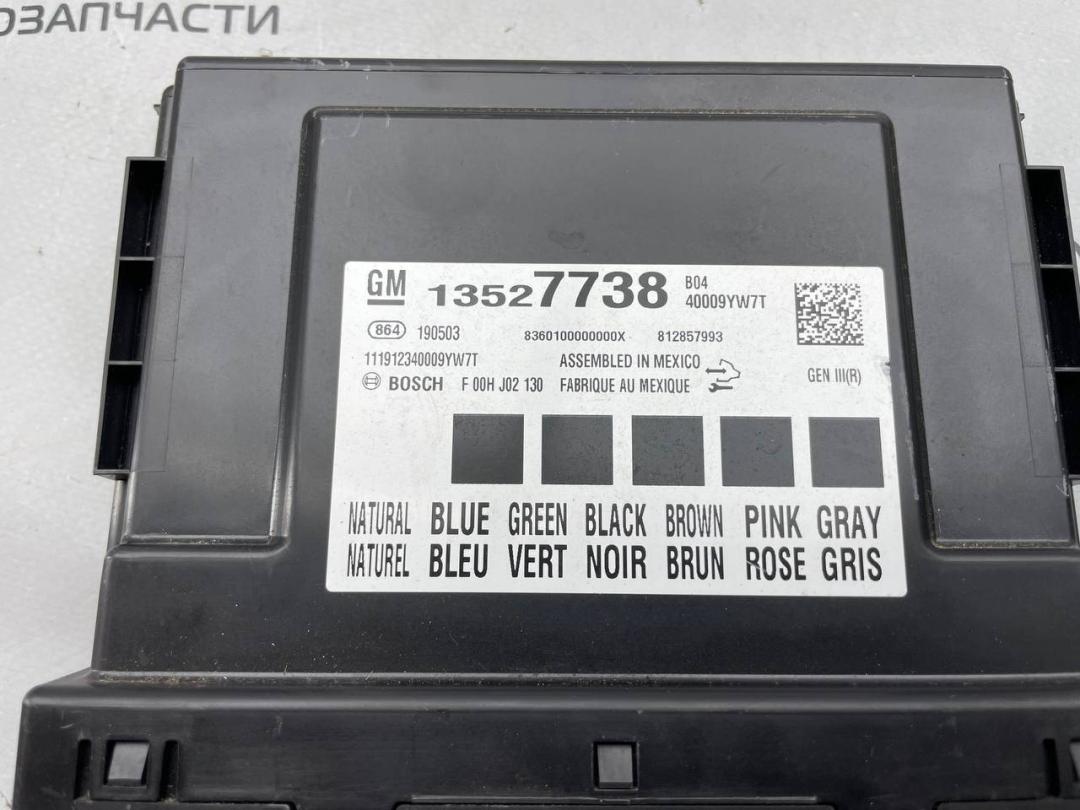 ОЗАПЧАСТИ
GM 13527738 B04
40009YW7T
864 190503 8360100000000X 812857993
111912340009YW7T ASSEMBLED IN MEXICO
GEN III(R)
BOSCH F 00H J02 130 FABRIQUE AU MEXIQUE
NATURAL BLUE GREEN BLACK BROWN PINK GRAY
NATUREL BLEU VERT NOIR BRUN ROSE GRIS